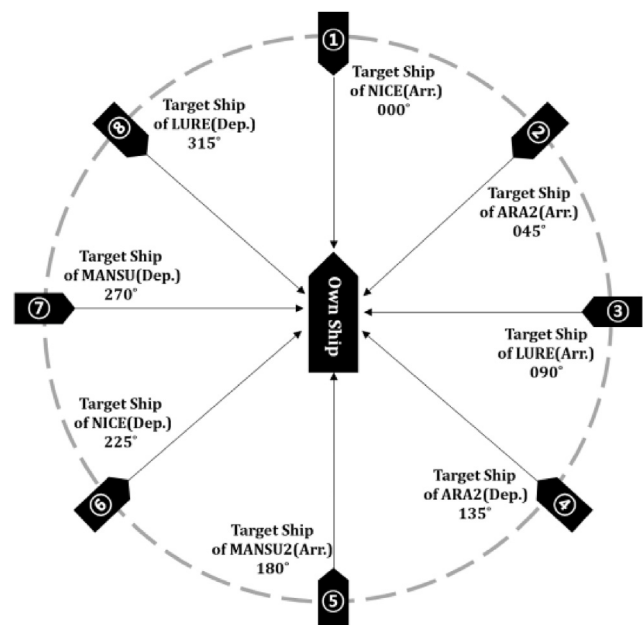 ①
Target Ship
of NICE(Arr.)
000˚
②
Target Ship
of ARA2(Arr.)
045˚
③
Target Ship
of LURE(Arr.)
090˚
④
Target Ship
of ARA2(Dep.)
135˚
⑤
Target Ship
of MANSU2(Arr.)
180˚
⑥
Target Ship
of NICE(Dep.)
225˚
⑦
Target Ship
of MANSU(Dep.)
270˚
⑧
Target Ship
of LURE(Dep.)
315˚
Own Ship